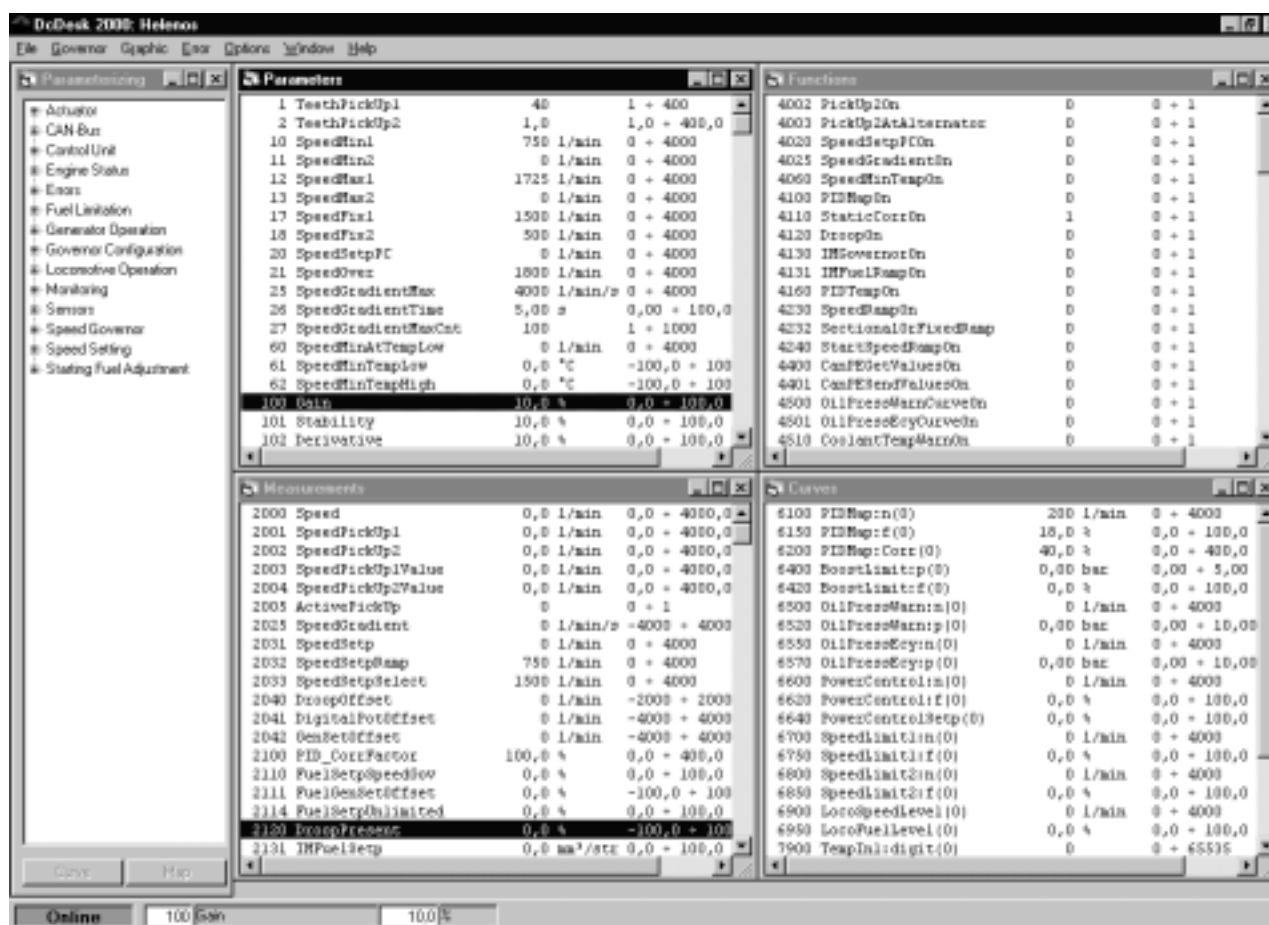 DcDesk 2000: Helenos
File Governor Graphic Error Options Window Help
Parameterizing
Actuator
CAN-Bus
Control Unit
Engine Status
Errors
Fuel Limitation
Generator Operation
Governor Configuration
Locomotive Operation
Monitoring
Sensors
Speed Governor
Speed Setting
Starting Fuel Adjustment
Curve Map
Parameters
1 TeethPickUp1 40 1 ÷ 400
2 TeethPickUp2 1,0 1,0 ÷ 400,0
10 SpeedMin1 750 1/min 0 ÷ 4000
11 SpeedMin2 0 1/min 0 ÷ 4000
12 SpeedMax1 1725 1/min 0 ÷ 4000
13 SpeedMax2 0 1/min 0 ÷ 4000
17 SpeedFix1 1500 1/min 0 ÷ 4000
18 SpeedFix2 500 1/min 0 ÷ 4000
20 SpeedSetpPC 0 1/min 0 ÷ 4000
21 SpeedOver 1800 1/min 0 ÷ 4000
25 SpeedGradientMax 4000 1/min/s 0 ÷ 4000
26 SpeedGradientTime 5,00 s 0,00 ÷ 100,0
27 SpeedGradientMaxCnt 100 1 ÷ 1000
60 SpeedMinAtTempLow 0 1/min 0 ÷ 4000
61 SpeedMinTempLow 0,0 °C -100,0 ÷ 100
62 SpeedMinTempHigh 0,0 °C -100,0 ÷ 100
100 Gain 10,0 % 0,0 ÷ 100,0
101 Stability 10,0 % 0,0 ÷ 100,0
102 Derivative 10,0 % 0,0 ÷ 100,0
Functions
4002 PickUp2On 0 0 ÷ 1
4003 PickUp2AtAlternator 0 0 ÷ 1
4020 SpeedSetpPCOn 0 0 ÷ 1
4025 SpeedGradientOn 0 0 ÷ 1
4060 SpeedMinTempOn 0 0 ÷ 1
4100 PIDMapOn 0 0 ÷ 1
4110 StaticCorrOn 1 0 ÷ 1
4120 DroopOn 0 0 ÷ 1
4130 IMGovernorOn 0 0 ÷ 1
4131 IMFuelRampOn 0 0 ÷ 1
4160 PIDTempOn 0 0 ÷ 1
4230 SpeedRampOn 0 0 ÷ 1
4232 SectionalOrFixedRamp 0 0 ÷ 1
4240 StartSpeedRampOn 0 0 ÷ 1
4400 CanPEGetValuesOn 0 0 ÷ 1
4401 CanPESendValuesOn 0 0 ÷ 1
4500 OilPressWarnCurveOn 0 0 ÷ 1
4501 OilPressEcyCurveOn 0 0 ÷ 1
4510 CoolantTempWarnOn 0 0 ÷ 1
Measurements
2000 Speed 0,0 1/min 0,0 ÷ 4000,0
2001 SpeedPickUp1 0,0 1/min 0,0 ÷ 4000,0
2002 SpeedPickUp2 0,0 1/min 0,0 ÷ 4000,0
2003 SpeedPickUp1Value 0,0 1/min 0,0 ÷ 4000,0
2004 SpeedPickUp2Value 0,0 1/min 0,0 ÷ 4000,0
2005 ActivePickUp 0 0 ÷ 1
2025 SpeedGradient 0 1/min/s -4000 ÷ 4000
2031 SpeedSetp 0 1/min 0 ÷ 4000
2032 SpeedSetpRamp 750 1/min 0 ÷ 4000
2033 SpeedSetpSelect 1500 1/min 0 ÷ 4000
2040 DroopOffset 0 1/min -2000 ÷ 2000
2041 DigitalPotOffset 0 1/min -4000 ÷ 4000
2042 GenSetOffset 0 1/min -4000 ÷ 4000
2100 PID_CorrFactor 100,0 % 0,0 ÷ 400,0
2110 FuelSetpSpeedGov 0,0 % 0,0 ÷ 100,0
2111 FuelGenSetOffset 0,0 % -100,0 ÷ 100
2114 FuelSetpUnlimited 0,0 % 0,0 ÷ 100,0
2120 DroopPresent 0,0 % -100,0 ÷ 100
2131 IMFuelSetp 0,0 mm³/str 0,0 ÷ 100,0
Curves
6100 PIDMap:n(0) 200 1/min 0 ÷ 4000
6150 PIDMap:f(0) 18,0 % 0,0 ÷ 100,0
6200 PIDMap:Corr(0) 40,0 % 0,0 ÷ 400,0
6400 BoostLimit:p(0) 0,00 bar 0,00 ÷ 5,00
6420 BoostLimit:f(0) 0,0 % 0,0 ÷ 100,0
6500 OilPressWarn:n(0) 0 1/min 0 ÷ 4000
6520 OilPressWarn:p(0) 0,00 bar 0,00 ÷ 10,00
6550 OilPressEcy:n(0) 0 1/min 0 ÷ 4000
6570 OilPressEcy:p(0) 0,00 bar 0,00 ÷ 10,00
6600 PowerControl:n(0) 0 1/min 0 ÷ 4000
6620 PowerControl:f(0) 0,0 % 0,0 ÷ 100,0
6640 PowerControlSetp(0) 0,0 % 0,0 ÷ 100,0
6700 SpeedLimit1:n(0) 0 1/min 0 ÷ 4000
6750 SpeedLimit1:f(0) 0,0 % 0,0 ÷ 100,0
6800 SpeedLimit2:n(0) 0 1/min 0 ÷ 4000
6850 SpeedLimit2:f(0) 0,0 % 0,0 ÷ 100,0
6900 LocoSpeedLevel(0) 0 1/min 0 ÷ 4000
6950 LocoFuelLevel(0) 0,0 % 0,0 ÷ 100,0
7900 TempIn1:digit(0) 0 0 ÷ 65535
Online 100 Gain 10,0 %